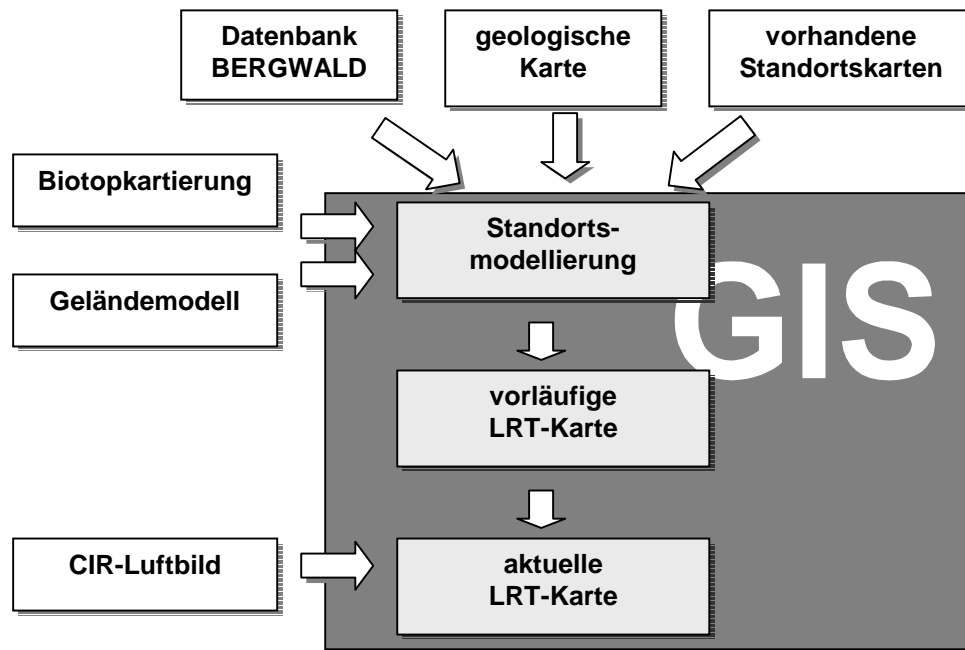 Datenbank
BERGWALD
geologische
Karte
vorhandene
Standortskarten
Biotopkartierung
Geländemodell
Standorts-
modellierung
GIS
vorläufige
LRT-Karte
CIR-Luftbild
aktuelle
LRT-Karte